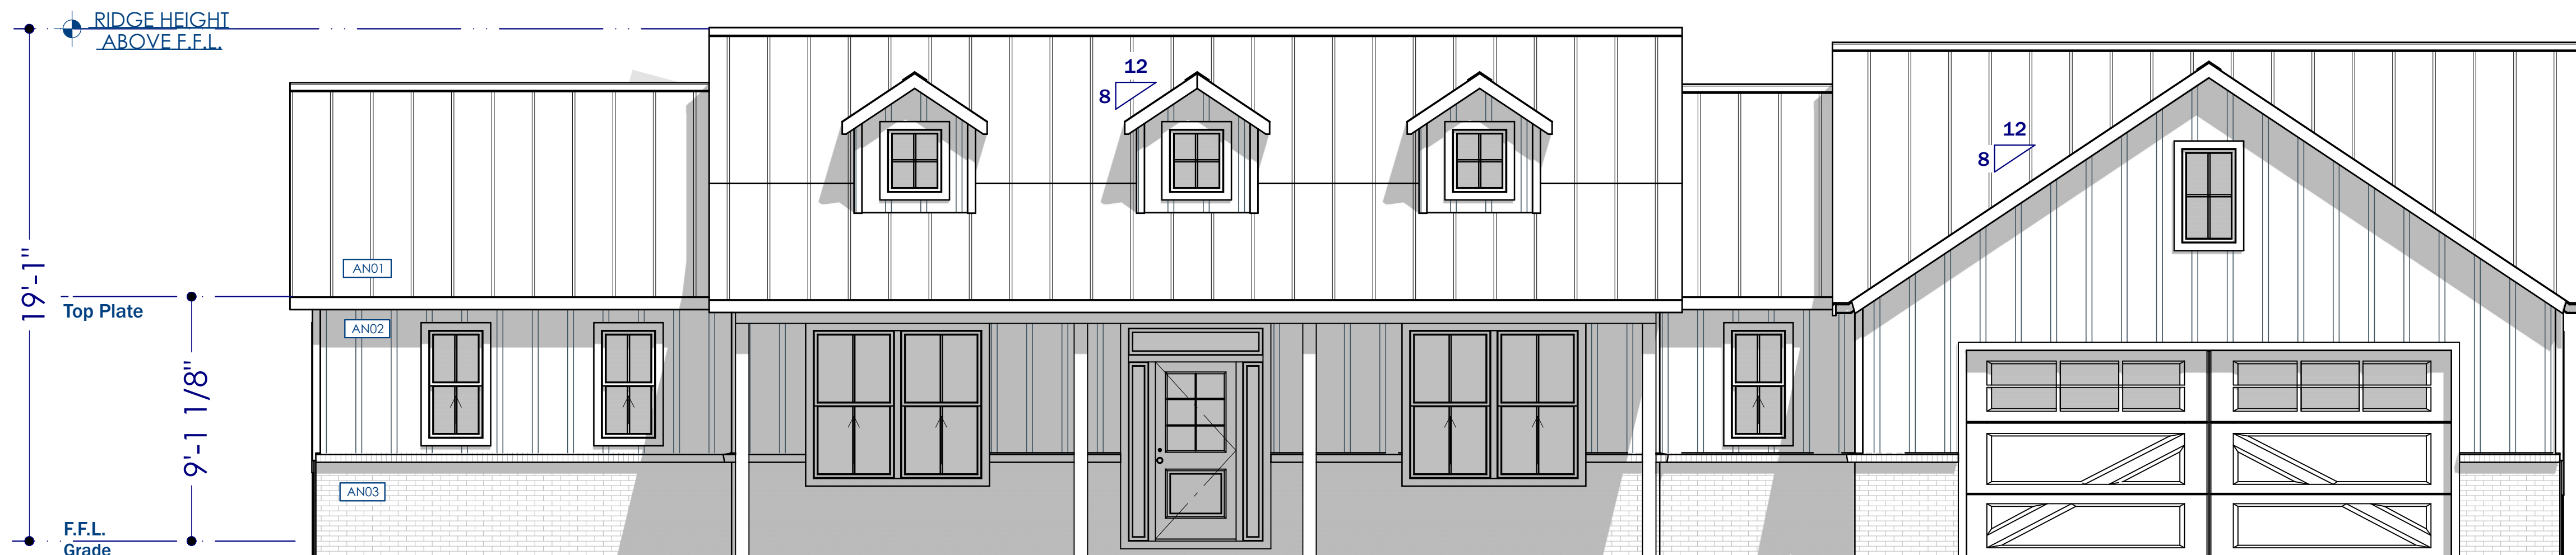 RIDGE HEIGHT
ABOVE F.F.L.
12
8
12
8
19'-1"
AN01
Top Plate
AN02
9'-1 1/8"
AN03
F.F.L.
Grade